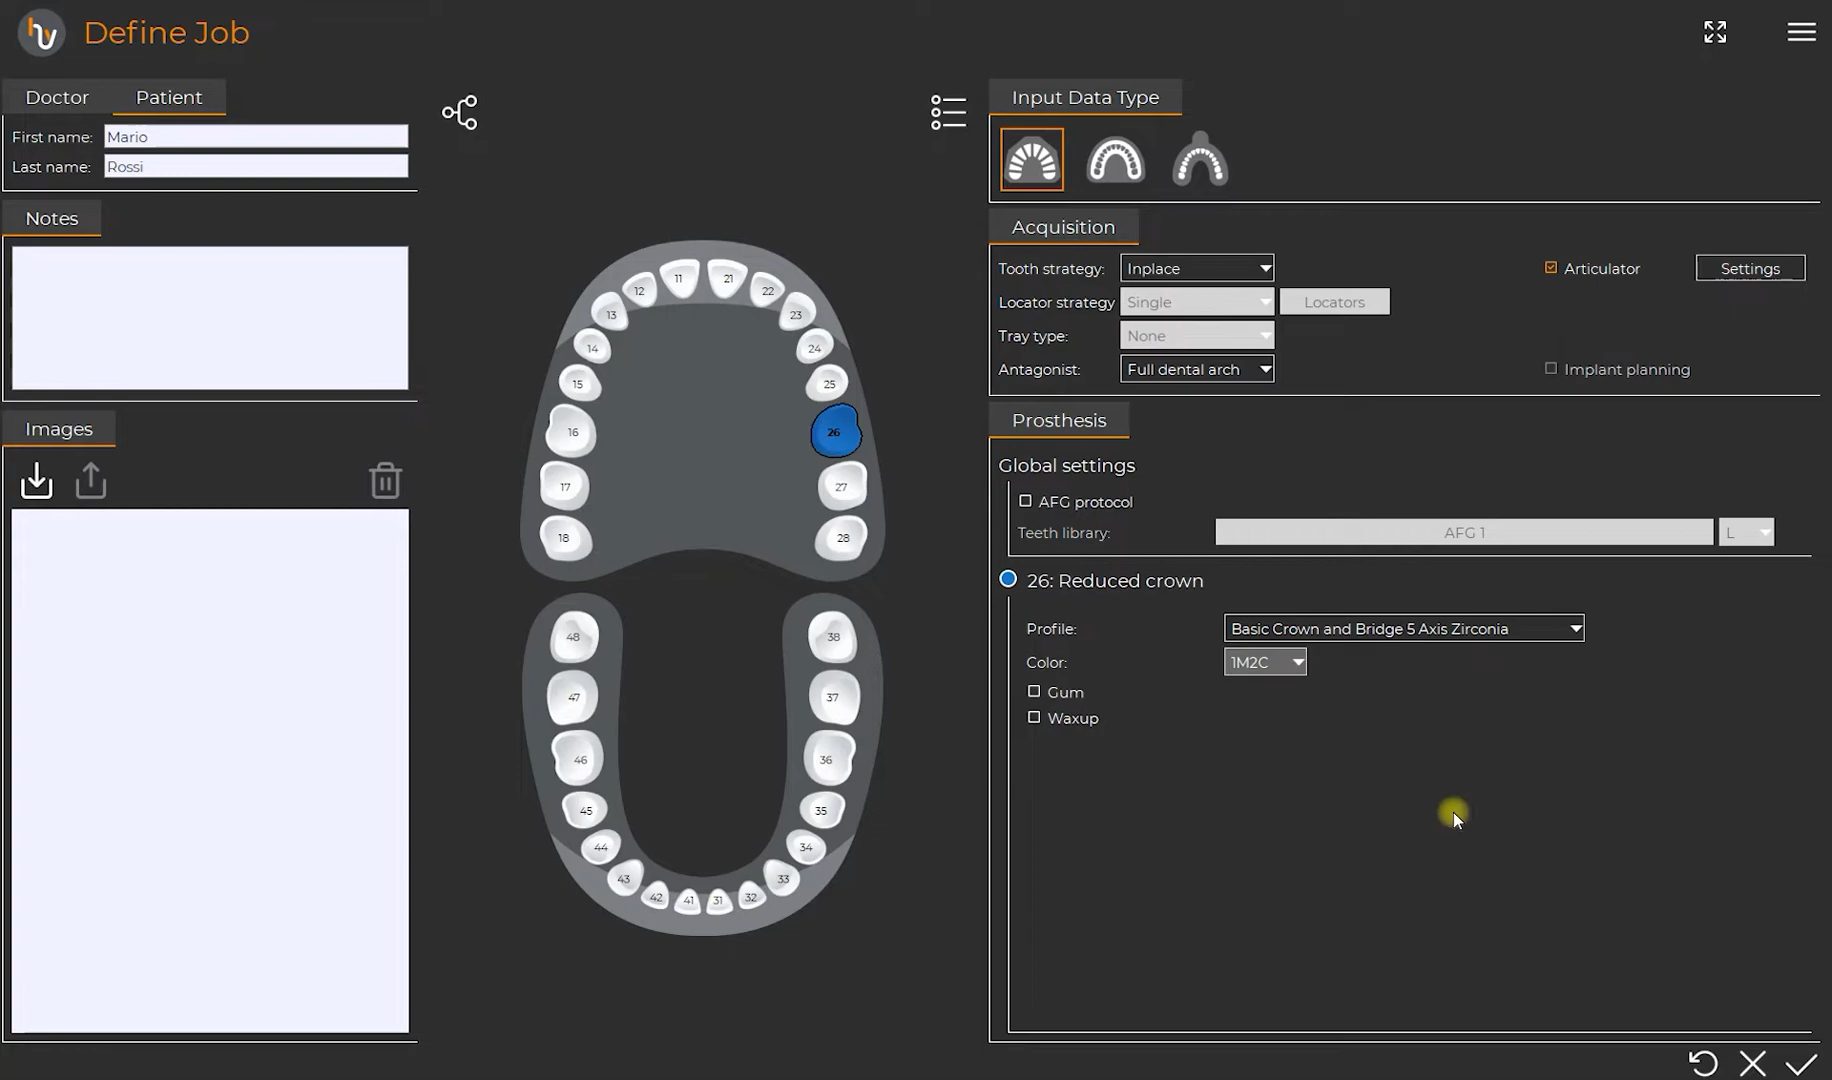 Define Job
Doctor Patient
First name: Mario
Last name: Rossi
Notes
Images
11 21
12 22
13 23
14 24
15 25
16 26
17 27
18 28
48 38
47 37
46 36
45 35
44 34
43 33
42 41 31 32
Input Data Type
Acquisition
Tooth strategy: Inplace Articulator Settings
Locator strategy Single Locators
Tray type: None
Antagonist: Full dental arch Implant planning
Prosthesis
Global settings
AFG protocol
Teeth library: AFG 1 L
26: Reduced crown
Profile: Basic Crown and Bridge 5 Axis Zirconia
Color: 1M2C
Gum
Waxup